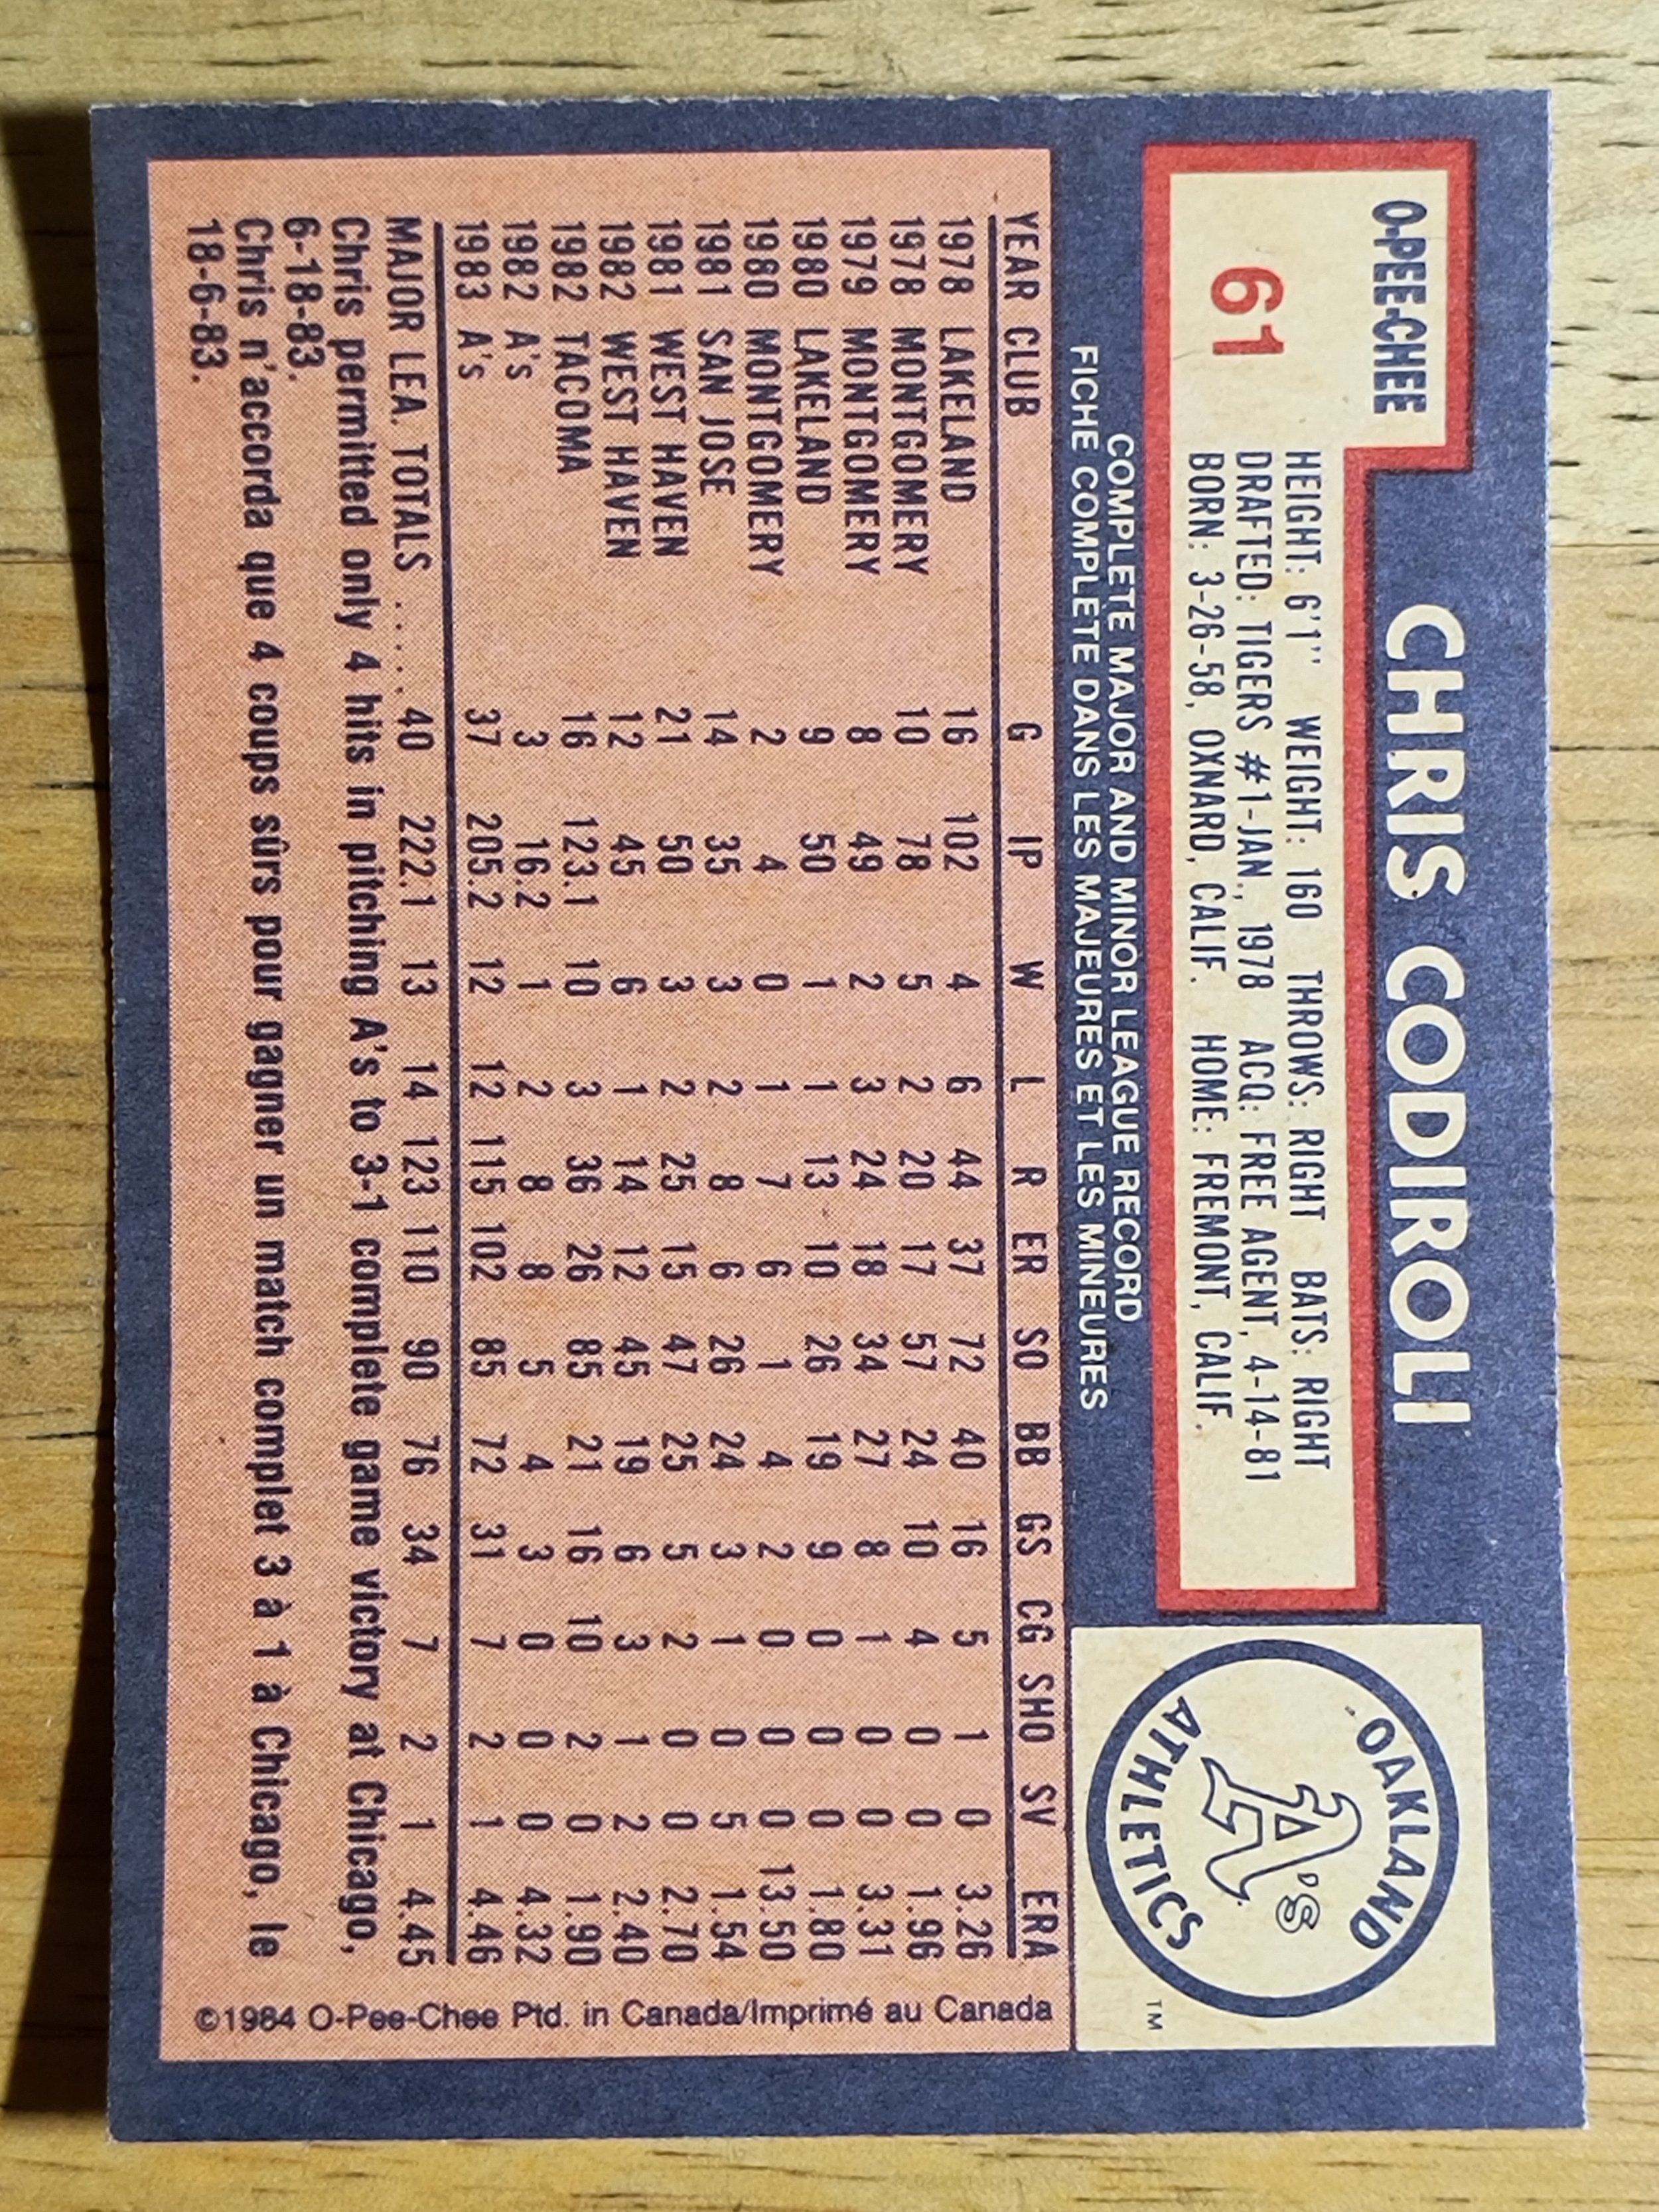 O-PEE-CHEE
61
CHRIS CODIROLI
HEIGHT: 6'1" WEIGHT: 160 THROWS: RIGHT BATS: RIGHT
DRAFTED: TIGERS #1-JAN., 1978 ACQ: FREE AGENT, 4-14-81
BORN: 3-26-58, OXNARD, CALIF. HOME: FREMONT, CALIF.
OAKLAND
A's
ATHLETICS
TM
COMPLETE MAJOR AND MINOR LEAGUE RECORD
FICHE COMPLÈTE DANS LES MAJEURES ET LES MINEURES
YEAR CLUB G IP W L R ER SO BB GS CG SHO SV ERA
1978 LAKELAND 16 102 4 6 44 37 72 40 16 5 1 0 3.26
1978 MONTGOMERY 10 78 5 2 20 17 57 24 10 4 0 0 1.96
1979 MONTGOMERY 8 49 2 3 24 18 34 27 8 1 0 0 3.31
1980 LAKELAND 9 50 1 1 13 10 26 19 9 0 0 0 1.80
1980 MONTGOMERY 2 4 0 1 7 6 1 4 2 0 0 0 13.50
1981 SAN JOSE 14 35 3 2 8 6 26 24 3 1 0 5 1.54
1981 WEST HAVEN 21 50 3 2 25 15 47 25 5 2 0 0 2.70
1982 WEST HAVEN 12 45 6 1 14 12 45 19 6 3 1 2 2.40
1982 TACOMA 16 123.1 10 3 36 26 85 21 16 10 2 0 1.90
1982 A's 3 16.2 1 2 8 8 5 4 3 0 0 0 4.32
1983 A's 37 205.2 12 12 115 102 85 72 31 7 2 1 4.46
MAJOR LEA. TOTALS ...... 40 222.1 13 14 123 110 90 76 34 7 2 1 4.45
Chris permitted only 4 hits in pitching A's to 3-1 complete game victory at Chicago,
6-18-83.
Chris n'accorda que 4 coups sûrs pour gagner un match complet 3 à 1 à Chicago, le
18-6-83.
©1984 O-Pee-Chee Ptd. in Canada/Imprimé au Canada